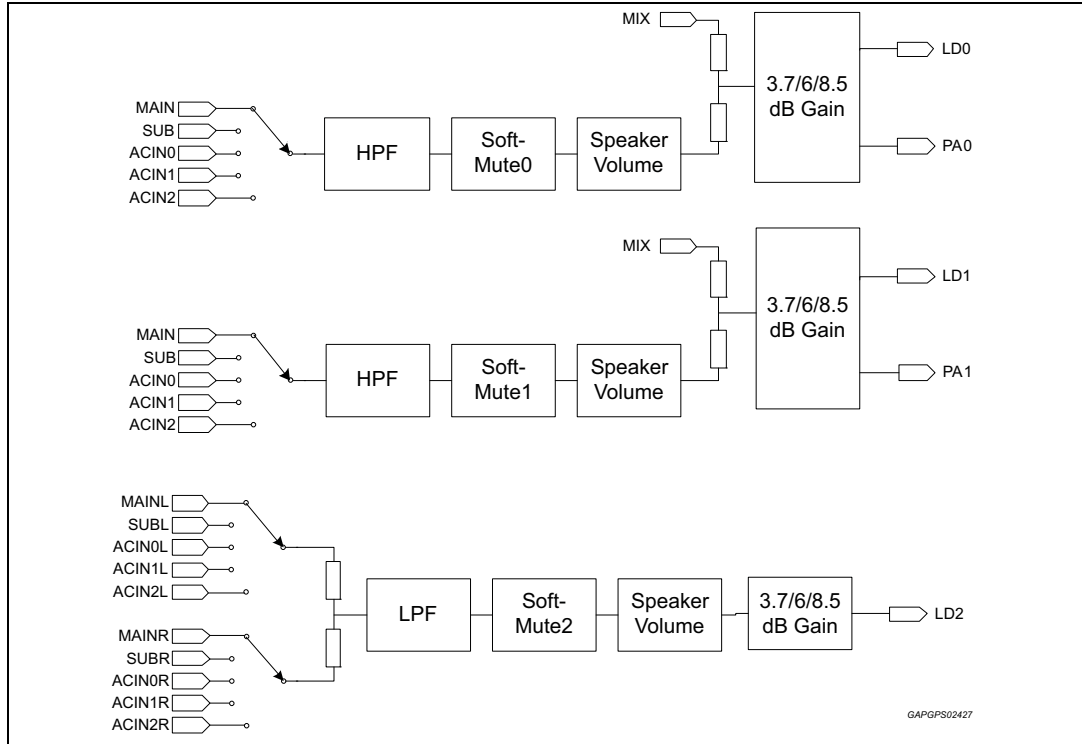 MIX
MAIN
SUB
ACIN0
ACIN1
ACIN2
HPF
Soft-
Mute0
Speaker
Volume
3.7/6/8.5
dB Gain
LD0
PA0
MIX
MAIN
SUB
ACIN0
ACIN1
ACIN2
HPF
Soft-
Mute1
Speaker
Volume
3.7/6/8.5
dB Gain
LD1
PA1
MAINL
SUBL
ACIN0L
ACIN1L
ACIN2L
MAINR
SUBR
ACIN0R
ACIN1R
ACIN2R
LPF
Soft-
Mute2
Speaker
Volume
3.7/6/8.5
dB Gain
LD2
GAPGPS02427